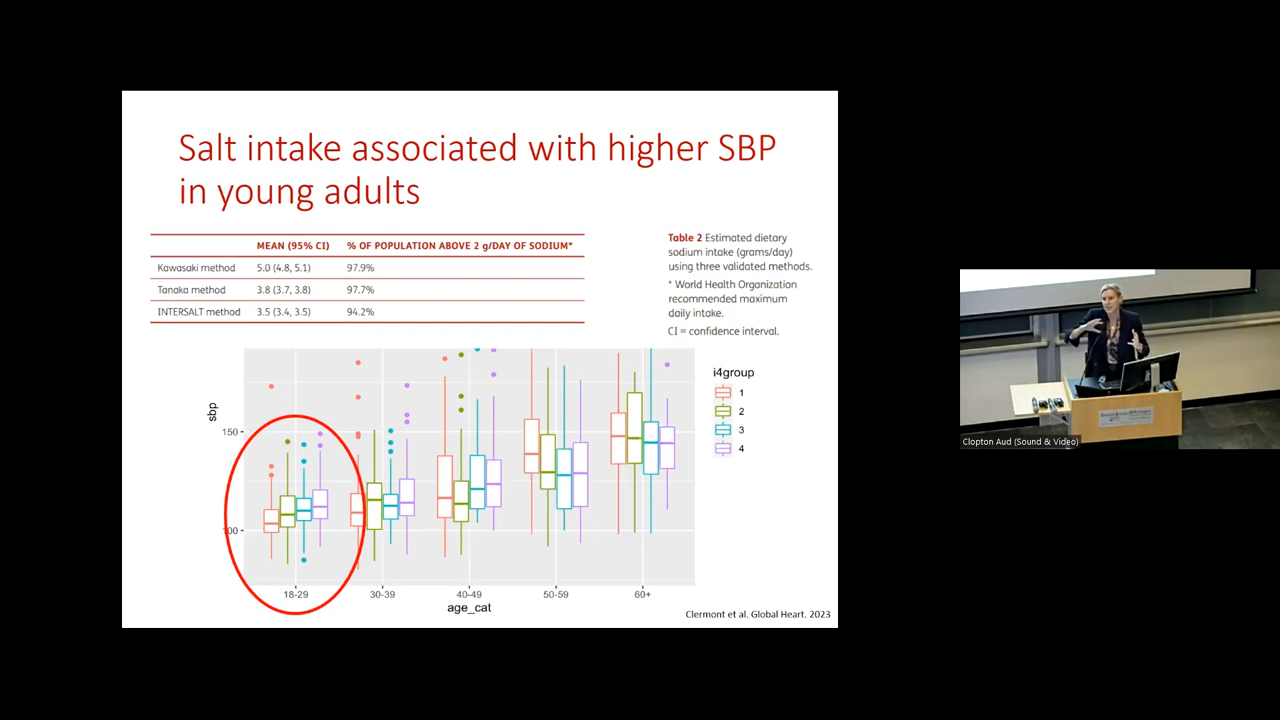 Salt intake associated with higher SBP
in young adults
MEAN (95% CI) % OF POPULATION ABOVE 2 g/DAY OF SODIUM*
Kawasaki method 5.0 (4.8, 5.1) 97.9%
Tanaka method 3.8 (3.7, 3.8) 97.7%
INTERSALT method 3.5 (3.4, 3.5) 94.2%
Table 2 Estimated dietary
sodium intake (grams/day)
using three validated methods.
* World Health Organization
recommended maximum
daily intake.
CI = confidence interval.
sbp
150
100
18-29 30-39 40-49 50-59 60+
age_cat
i4group
1
2
3
4
Clermont et al. Global Heart. 2023
Clopton Aud (Sound & Video)